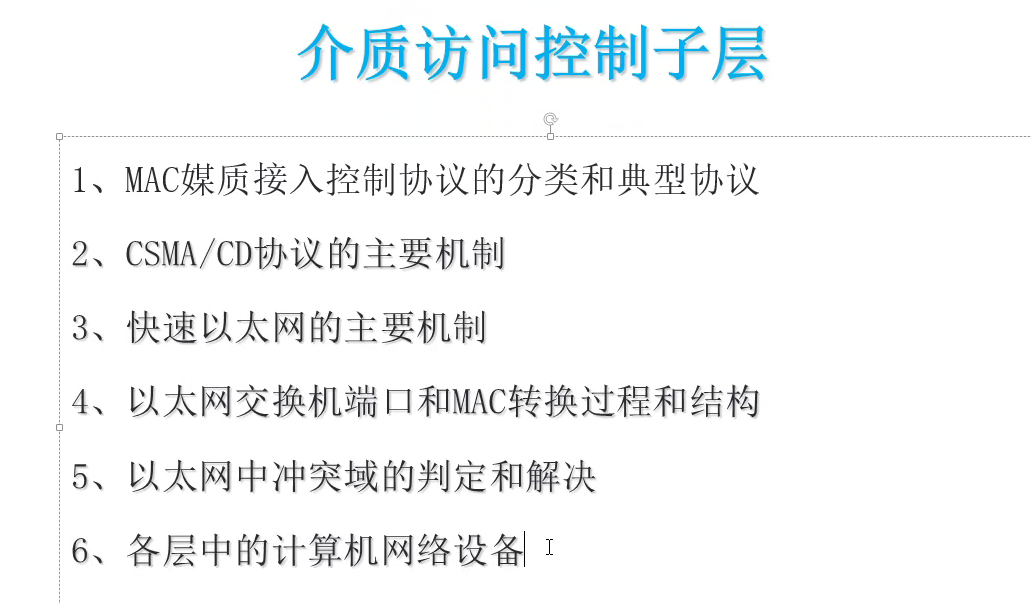 介质访问控制子层
1、MAC媒质接入控制协议的分类和典型协议
2、CSMA/CD协议的主要机制
3、快速以太网的主要机制
4、以太网交换机端口和MAC转换过程和结构
5、以太网中冲突域的判定和解决
6、各层中的计算机网络设备